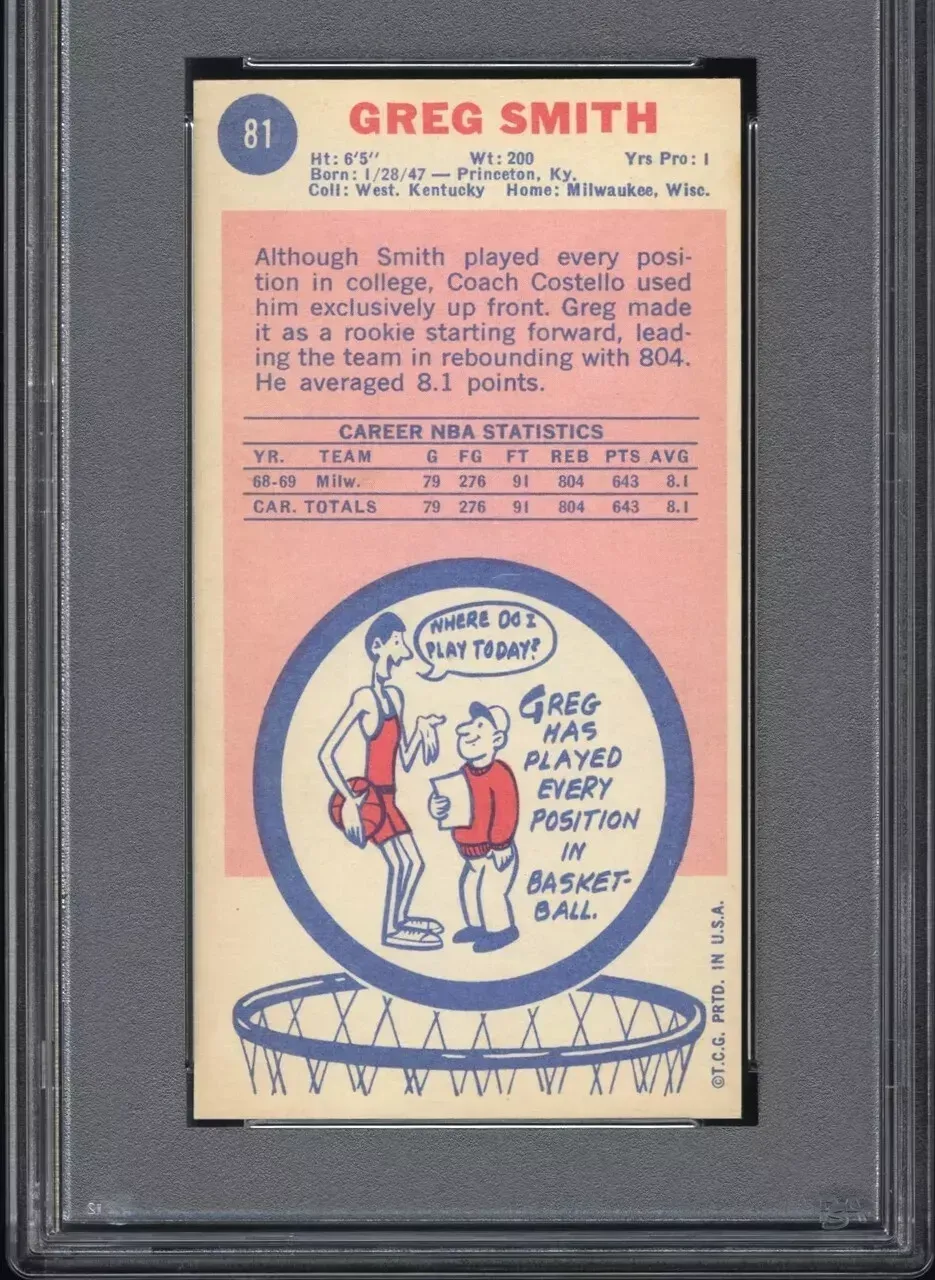 81
GREG SMITH
Ht: 6'5" Wt: 200 Yrs Pro: 1
Born: 1/28/47 — Princeton, Ky.
Coll: West. Kentucky Home: Milwaukee, Wisc.
Although Smith played every posi-
tion in college, Coach Costello used
him exclusively up front. Greg made
it as a rookie starting forward, lead-
ing the team in rebounding with 804.
He averaged 8.1 points.
CAREER NBA STATISTICS
YR. TEAM G FG FT REB PTS AVG
68-69 Milw. 79 276 91 804 643 8.1
CAR. TOTALS 79 276 91 804 643 8.1
WHERE DO I
PLAY TODAY?
GREG
HAS
PLAYED
EVERY
POSITION
IN
BASKET-
BALL.
©T.C.G. PRTD. IN U.S.A.
PSA